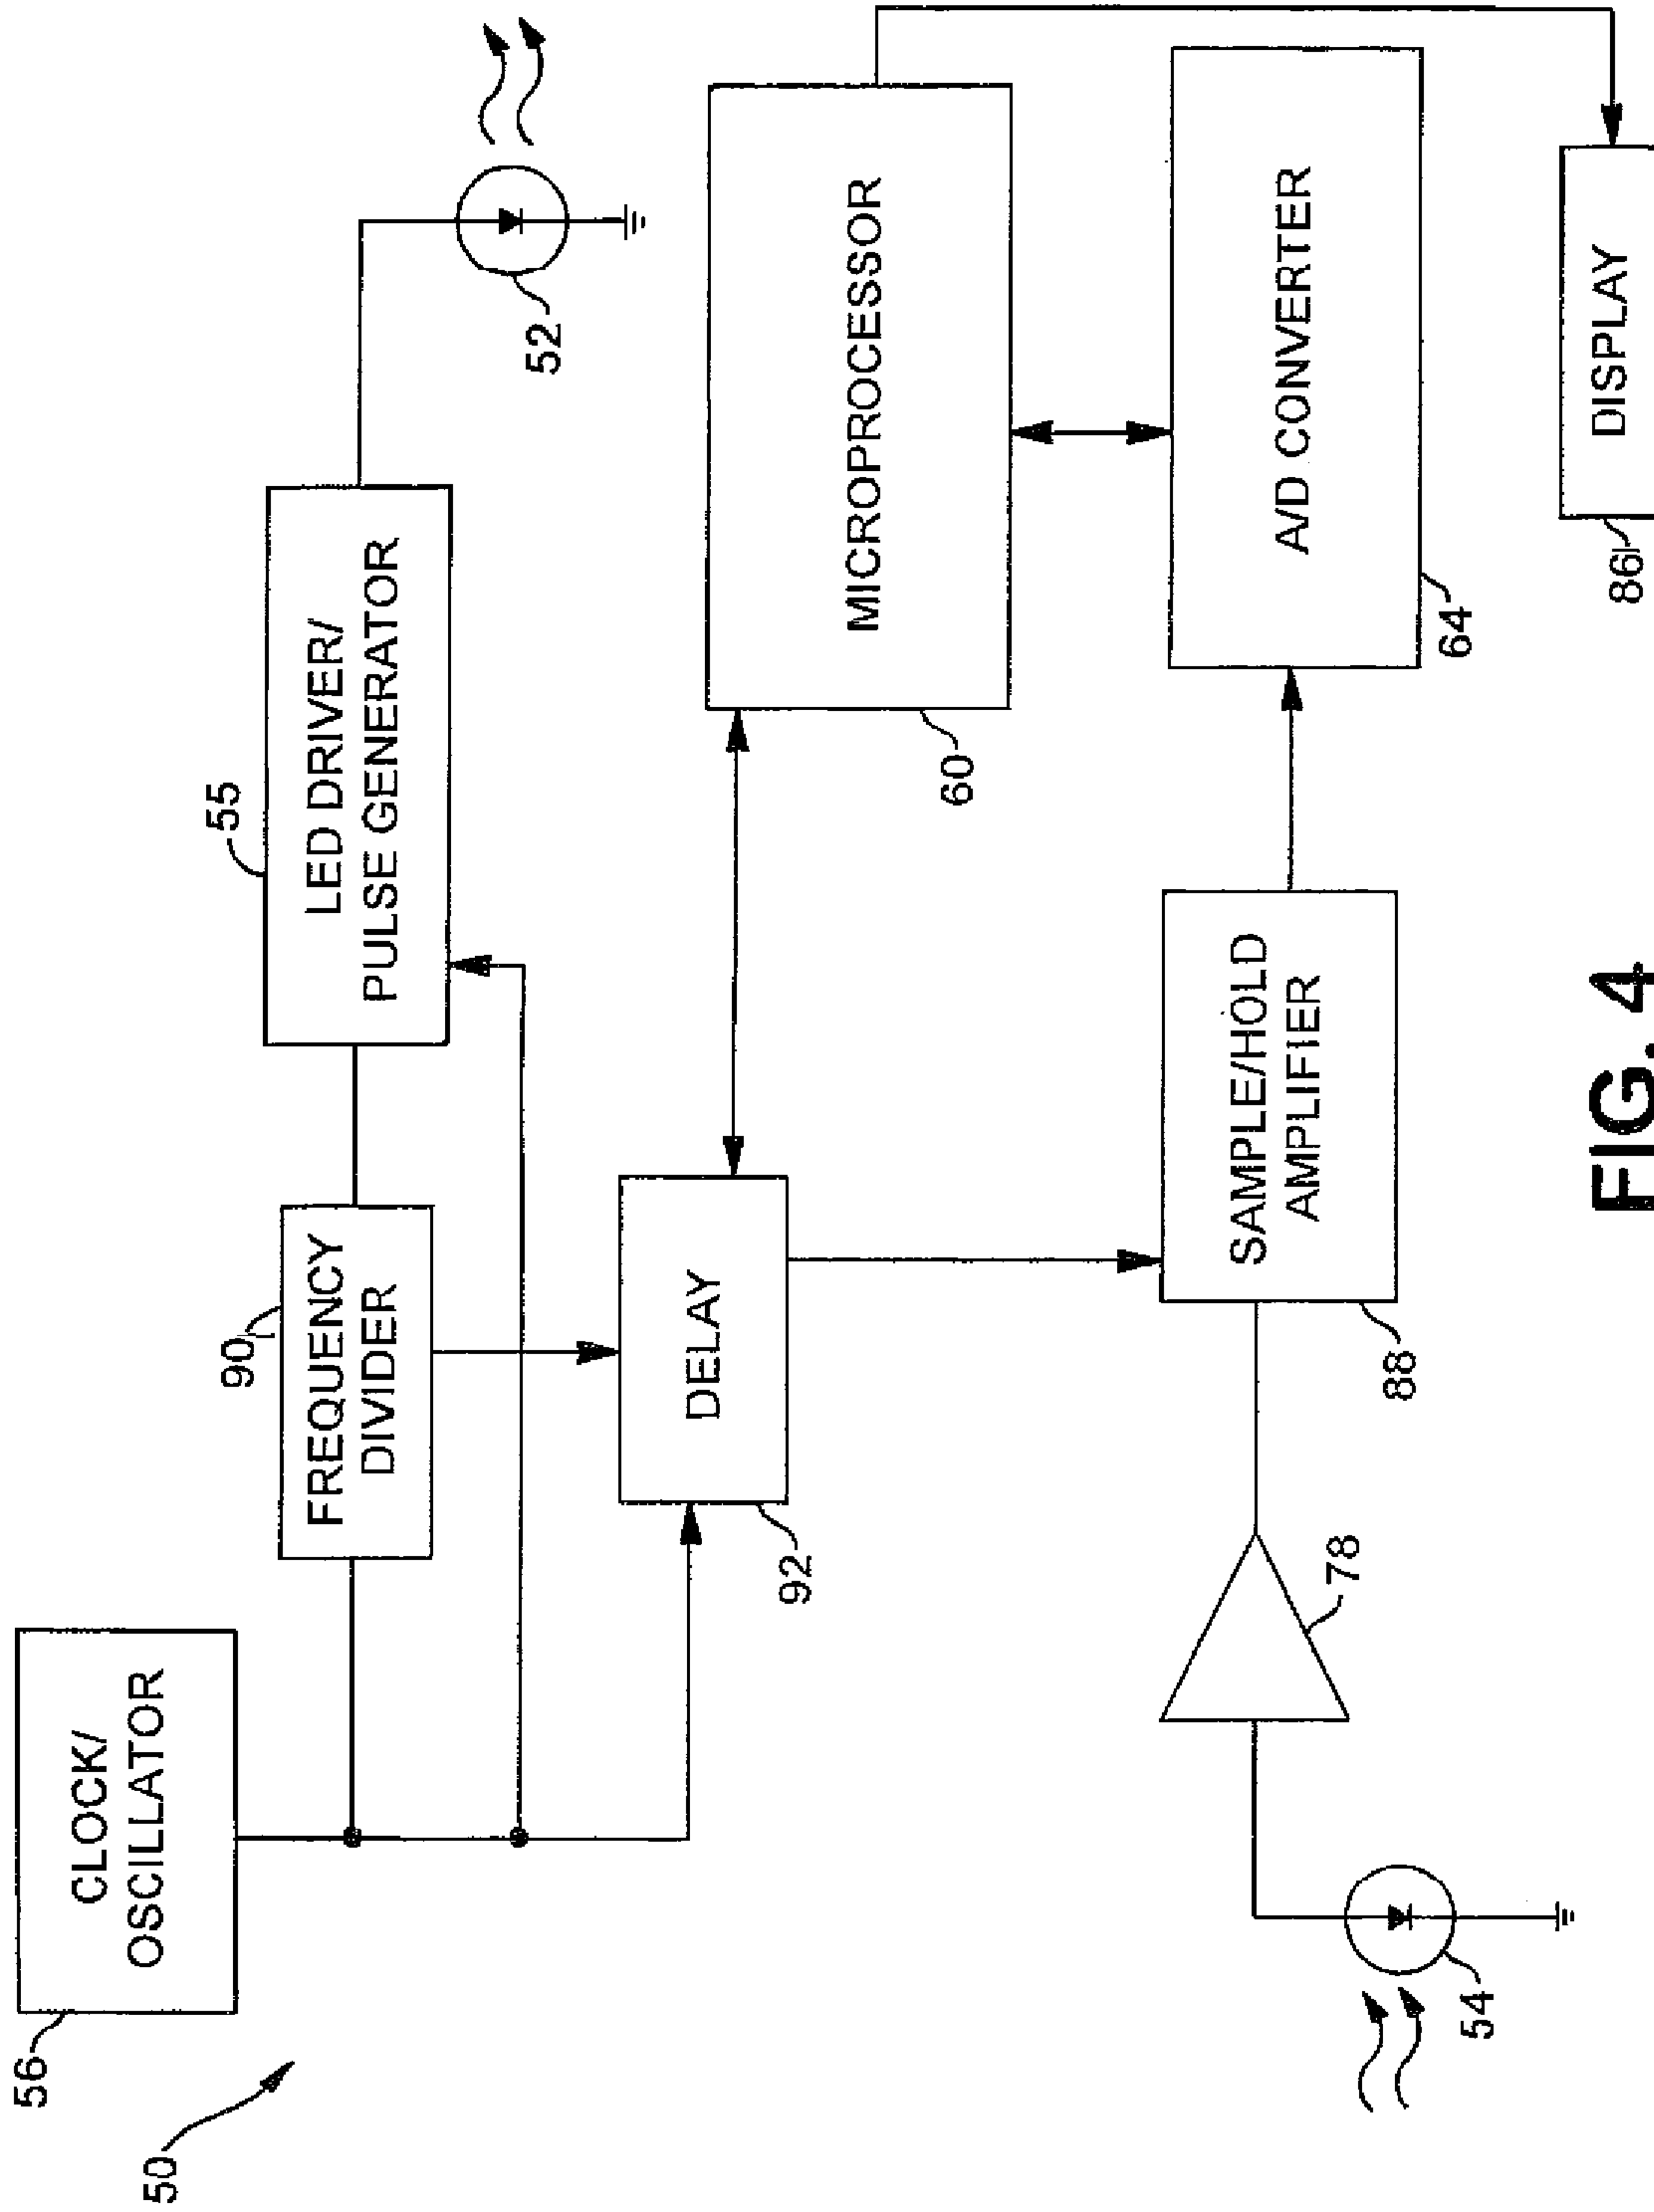 50
56
CLOCK/
OSCILLATOR
90
FREQUENCY
DIVIDER
55
LED DRIVER/
PULSE GENERATOR
52
DELAY
92
MICROPROCESSOR
60
54
78
SAMPLE/HOLD
AMPLIFIER
88
A/D CONVERTER
64
DISPLAY
86
FIG. 4